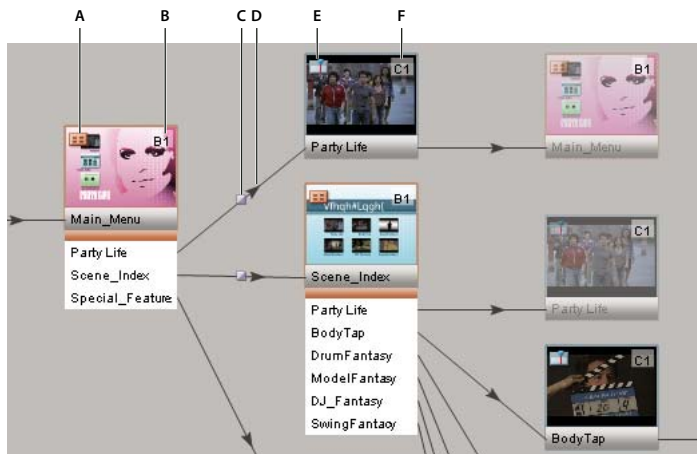 A B C D E F
B1
Main_Menu
Party Life
Scene_Index
Special_Feature
C1
Party Life
B1
Scene_Index
Party Life
BodyTap
DrumFantasy
ModelFantasy
DJ_Fantasy
SwingFantacy
B1
Main_Menu
C1
Party Life
C1
BodyTap